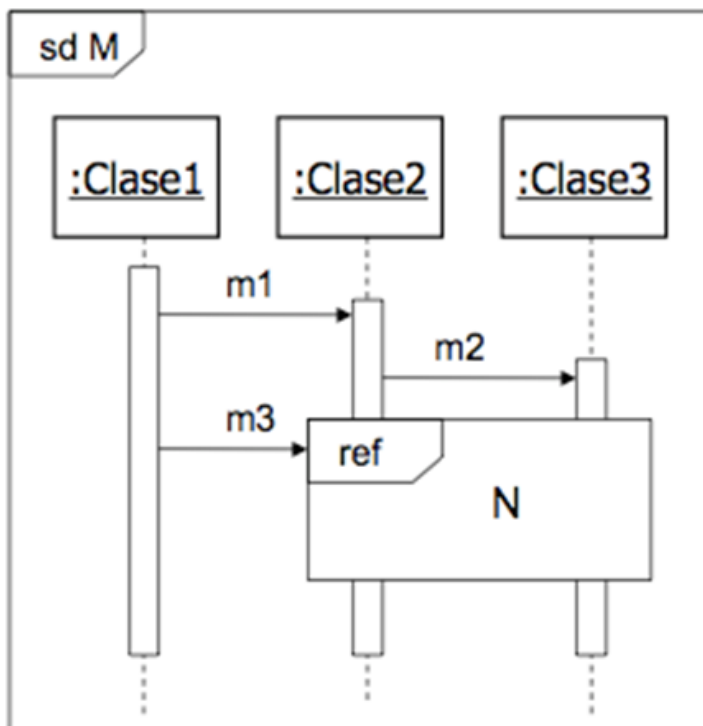 sd M
:Clase1
:Clase2
:Clase3
m1
m2
m3
ref
N